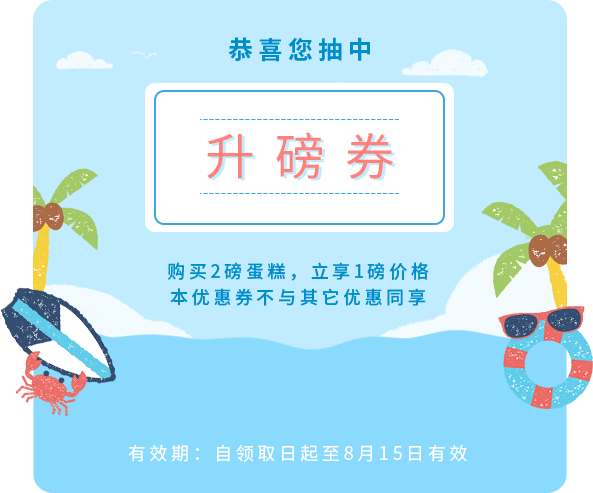 恭喜您抽中
升磅券
购买2磅蛋糕，立享1磅价格
本优惠券不与其它优惠同享
有效期：自领取日起至8月15日有效